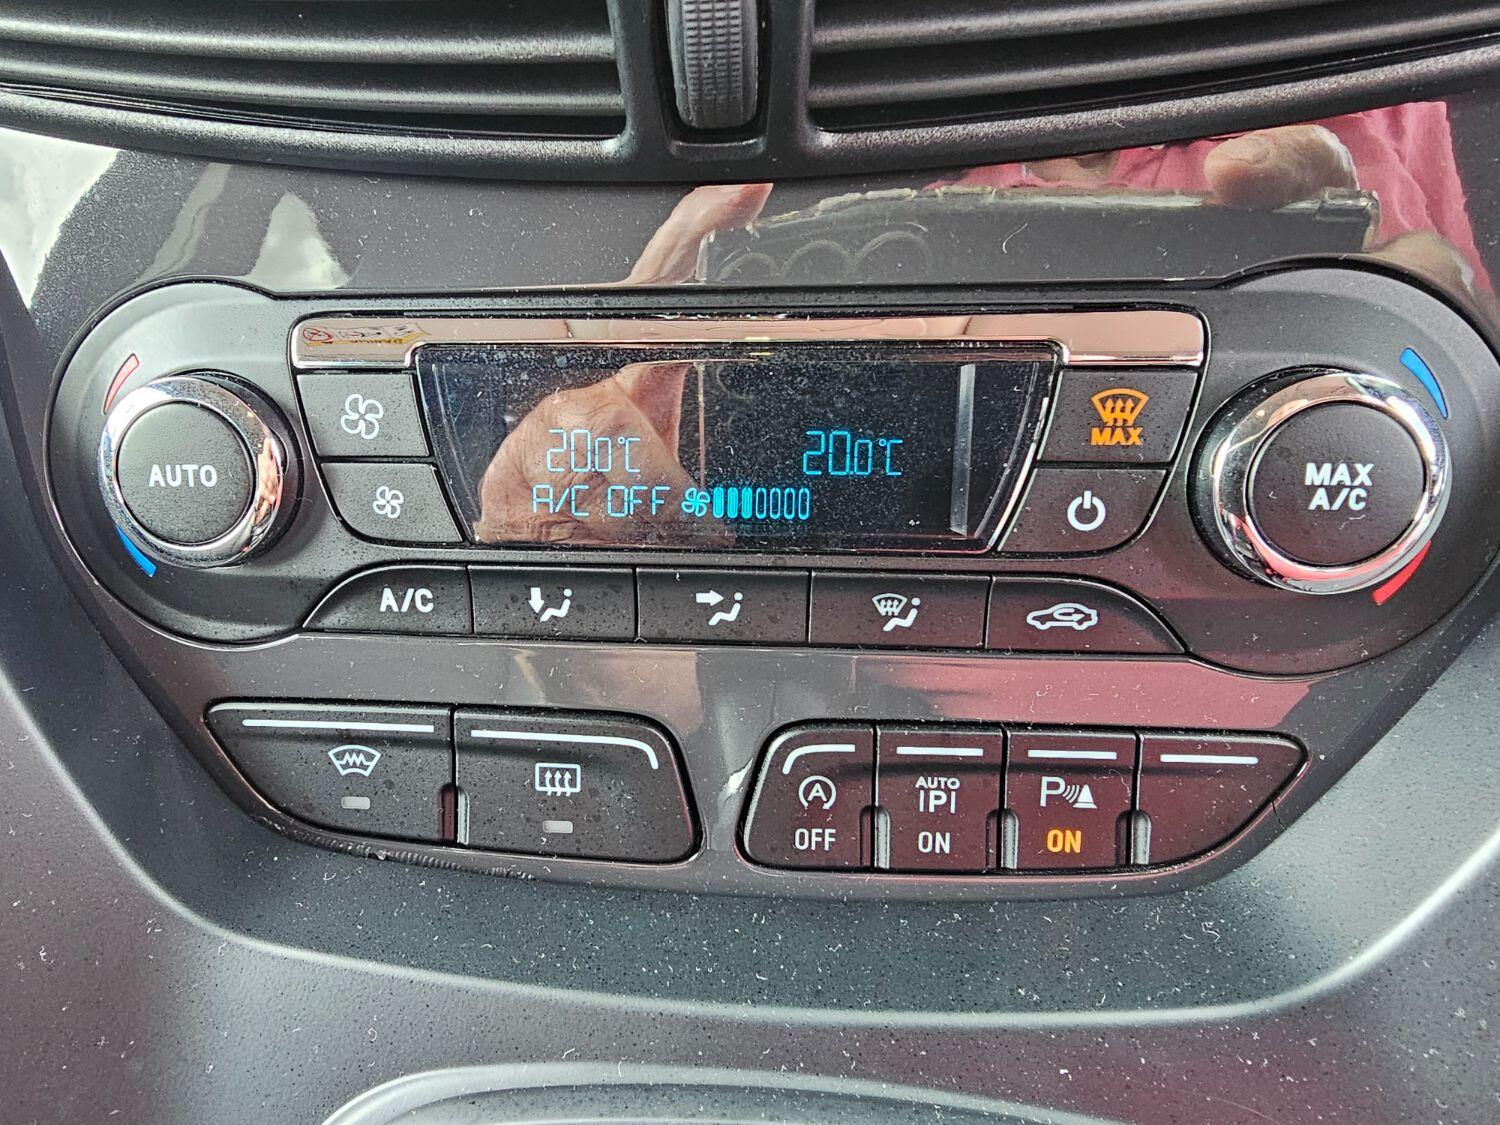 AUTO
20.0°C
20.0°C
A/C OFF
MAX
MAX
A/C
A/C
A
OFF
AUTO
P
ON
P
ON